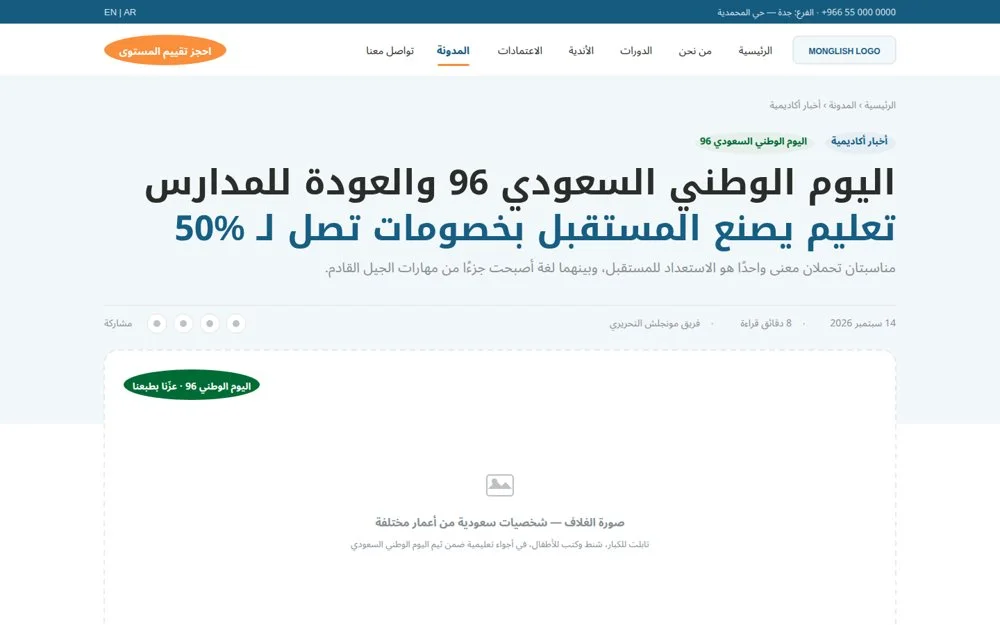 +966 55 000 0000 · الفرع: جدة — حي المحمدية
EN | AR
MONGLISH LOGO
الرئيسية
من نحن
الدورات
الأندية
الاعتمادات
المدونة
تواصل معنا
احجز تقييم المستوى
الرئيسية › المدونة › أخبار أكاديمية
أخبار أكاديمية
اليوم الوطني السعودي 96
اليوم الوطني السعودي 96 والعودة للمدارس
تعليم يصنع المستقبل بخصومات تصل لـ 50%
مناسبتان تحملان معنى واحدًا هو الاستعداد للمستقبل، وبينهما لغة أصبحت جزءًا من مهارات الجيل القادم.
14 سبتمبر 2026 · 8 دقائق قراءة · فريق مونجلش التحريري
مشاركة
اليوم الوطني 96 · عزّنا بطبعنا
صورة الغلاف — شخصيات سعودية من أعمار مختلفة
تابلت للكبار، شنط وكتب للأطفال، في أجواء تعليمية ضمن ثيم اليوم الوطني السعودي